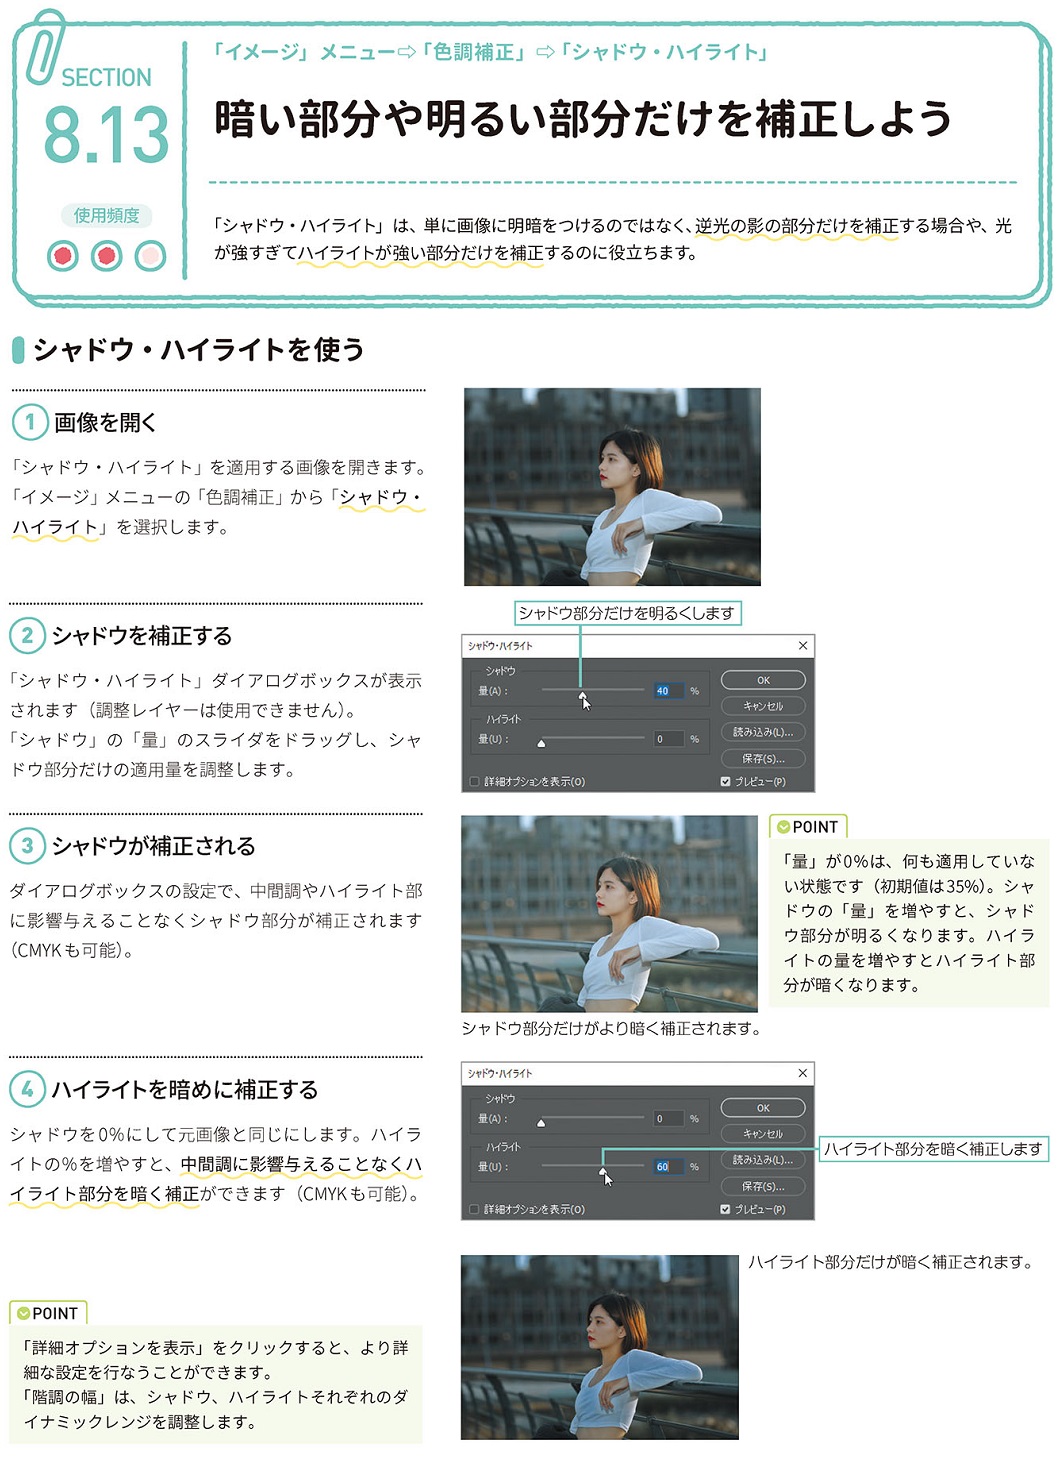 「イメージ」メニュー⇨「色調補正」⇨「シャドウ・ハイライト」
SECTION
8.13
暗い部分や明るい部分だけを補正しよう
使用頻度
「シャドウ・ハイライト」は、単に画像に明暗をつけるのではなく、逆光の影の部分だけを補正する場合や、光
が強すぎてハイライトが強い部分だけを補正するのに役立ちます。
シャドウ・ハイライトを使う
1 画像を開く
「シャドウ・ハイライト」を適用する画像を開きます。
「イメージ」メニューの「色調補正」から「シャドウ・
ハイライト」を選択します。
2 シャドウを補正する
「シャドウ・ハイライト」ダイアログボックスが表示
されます（調整レイヤーは使用できません）。
「シャドウ」の「量」のスライダをドラッグし、シャ
ドウ部分だけの適用量を調整します。
シャドウ部分だけを明るくします
シャドウ・ハイライト
シャドウ
量(A)： 40 %
ハイライト
量(U)： 0 %
詳細オプションを表示(O)
OK
キャンセル
読み込み(L)...
保存(S)...
プレビュー(P)
3 シャドウが補正される
ダイアログボックスの設定で、中間調やハイライト部
に影響与えることなくシャドウ部分が補正されます
（CMYKも可能）。
シャドウ部分だけがより暗く補正されます。
POINT
「量」が0%は、何も適用していな
い状態です（初期値は35%）。シャ
ドウの「量」を増やすと、シャド
ウ部分が明るくなります。ハイラ
イトの量を増やすとハイライト部
分が暗くなります。
4 ハイライトを暗めに補正する
シャドウを0%にして元画像と同じにします。ハイラ
イトの%を増やすと、中間調に影響与えることなくハ
イライト部分を暗く補正ができます（CMYKも可能）。
シャドウ・ハイライト
シャドウ
量(A)： 0 %
ハイライト
量(U)： 60 %
詳細オプションを表示(O)
OK
キャンセル
読み込み(L)...
保存(S)...
プレビュー(P)
ハイライト部分を暗く補正します
ハイライト部分だけが暗く補正されます。
POINT
「詳細オプションを表示」をクリックすると、より詳
細な設定を行なうことができます。
「階調の幅」は、シャドウ、ハイライトそれぞれのダ
イナミックレンジを調整します。